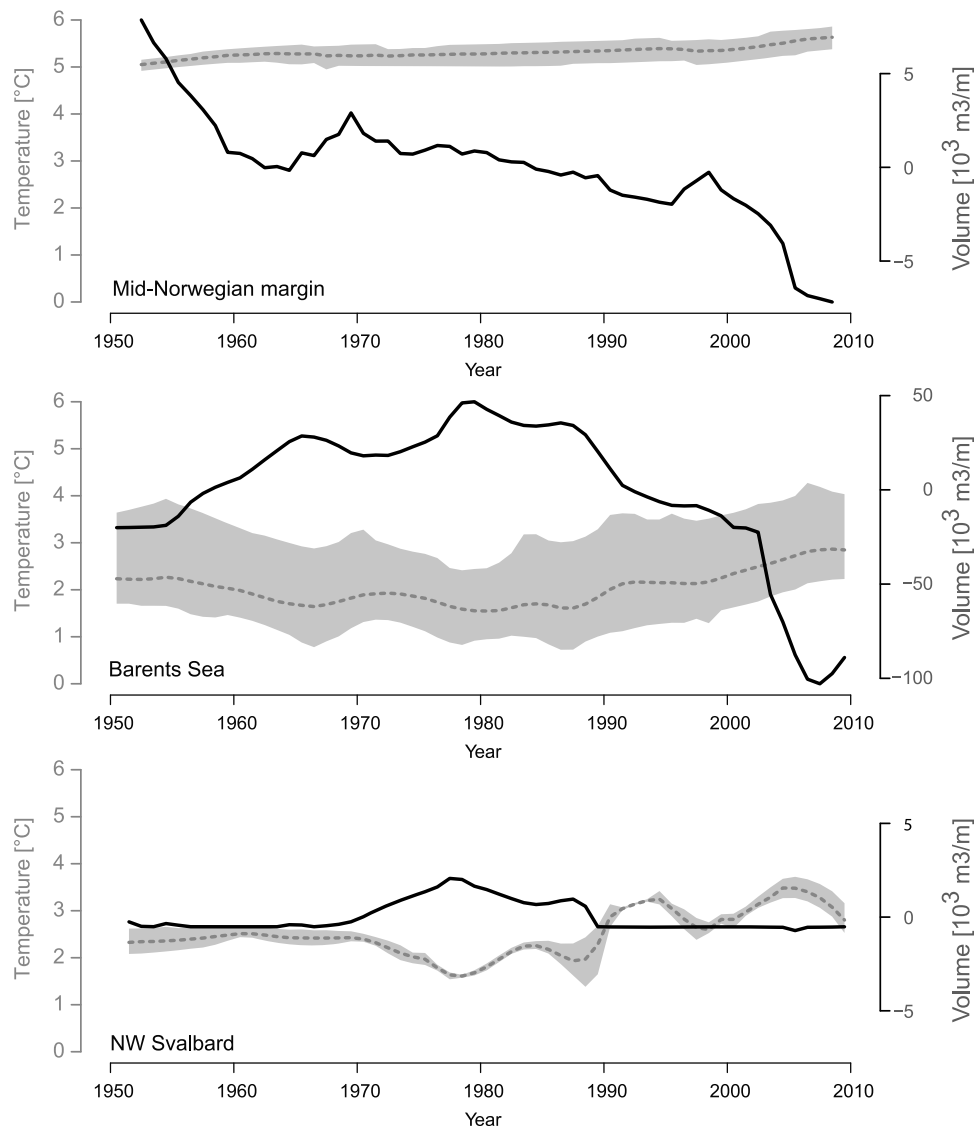 6
5
4
3
2
1
0
Temperature [°C]
5
0
−5
Volume [10³ m3/m]
Mid-Norwegian margin
1950 1960 1970 1980 1990 2000 2010
Year
6
5
4
3
2
1
0
Temperature [°C]
50
0
−50
−100
Volume [10³ m3/m]
Barents Sea
1950 1960 1970 1980 1990 2000 2010
Year
6
5
4
3
2
1
0
Temperature [°C]
5
0
−5
Volume [10³ m3/m]
NW Svalbard
1950 1960 1970 1980 1990 2000 2010
Year